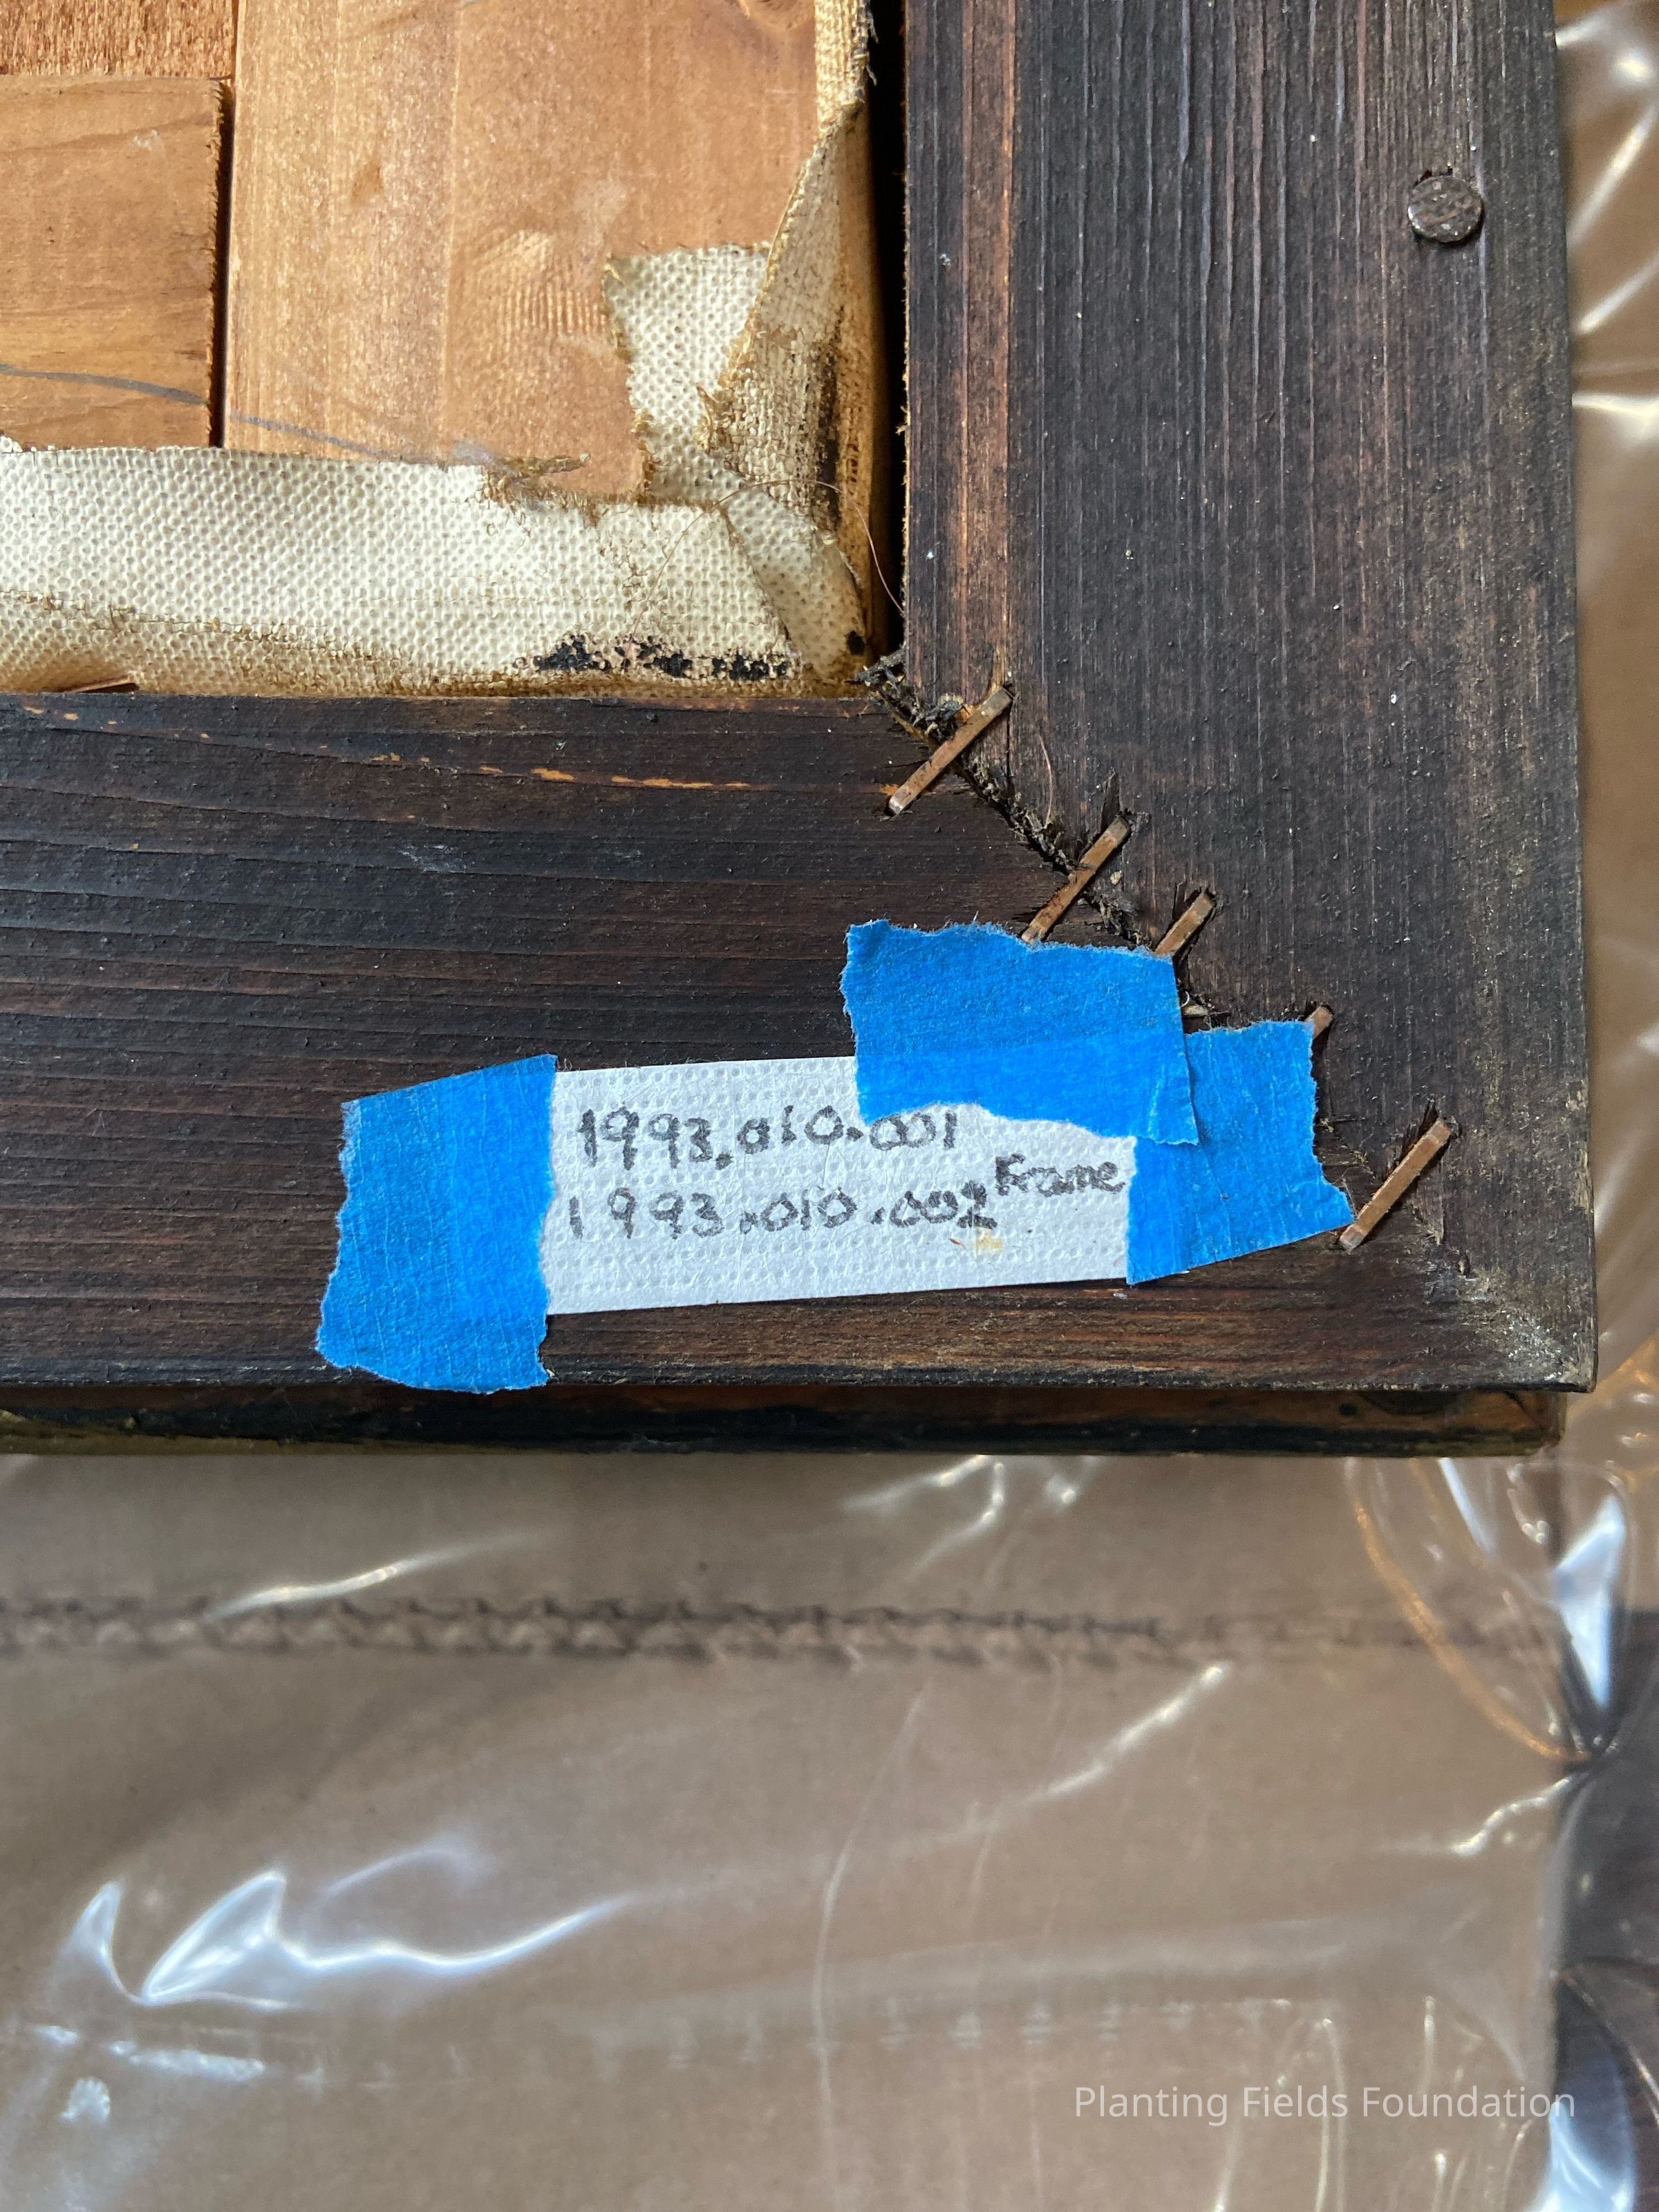 1993.010.001
Frame
1993.010.002
Planting Fields Foundation